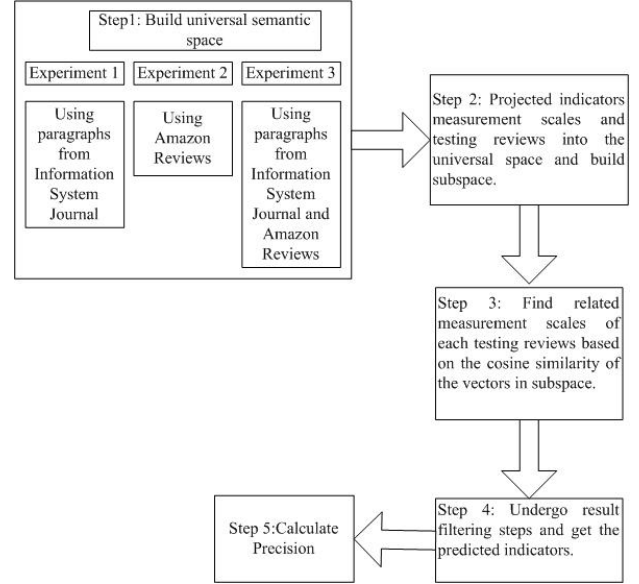 Step1: Build universal semantic
space
Experiment 1
Experiment 2
Experiment 3
Using
paragraphs
from
Information
System
Journal
Using
Amazon
Reviews
Using
paragraphs
from
Information
System
Journal and
Amazon
Reviews
Step 2: Projected indicators
measurement scales and
testing reviews into the
universal space and build
subspace.
Step 3: Find related
measurement scales of
each testing reviews based
on the cosine similarity of
the vectors in subspace.
Step 4: Undergo result
filtering steps and get the
predicted indicators.
Step 5:Calculate
Precision